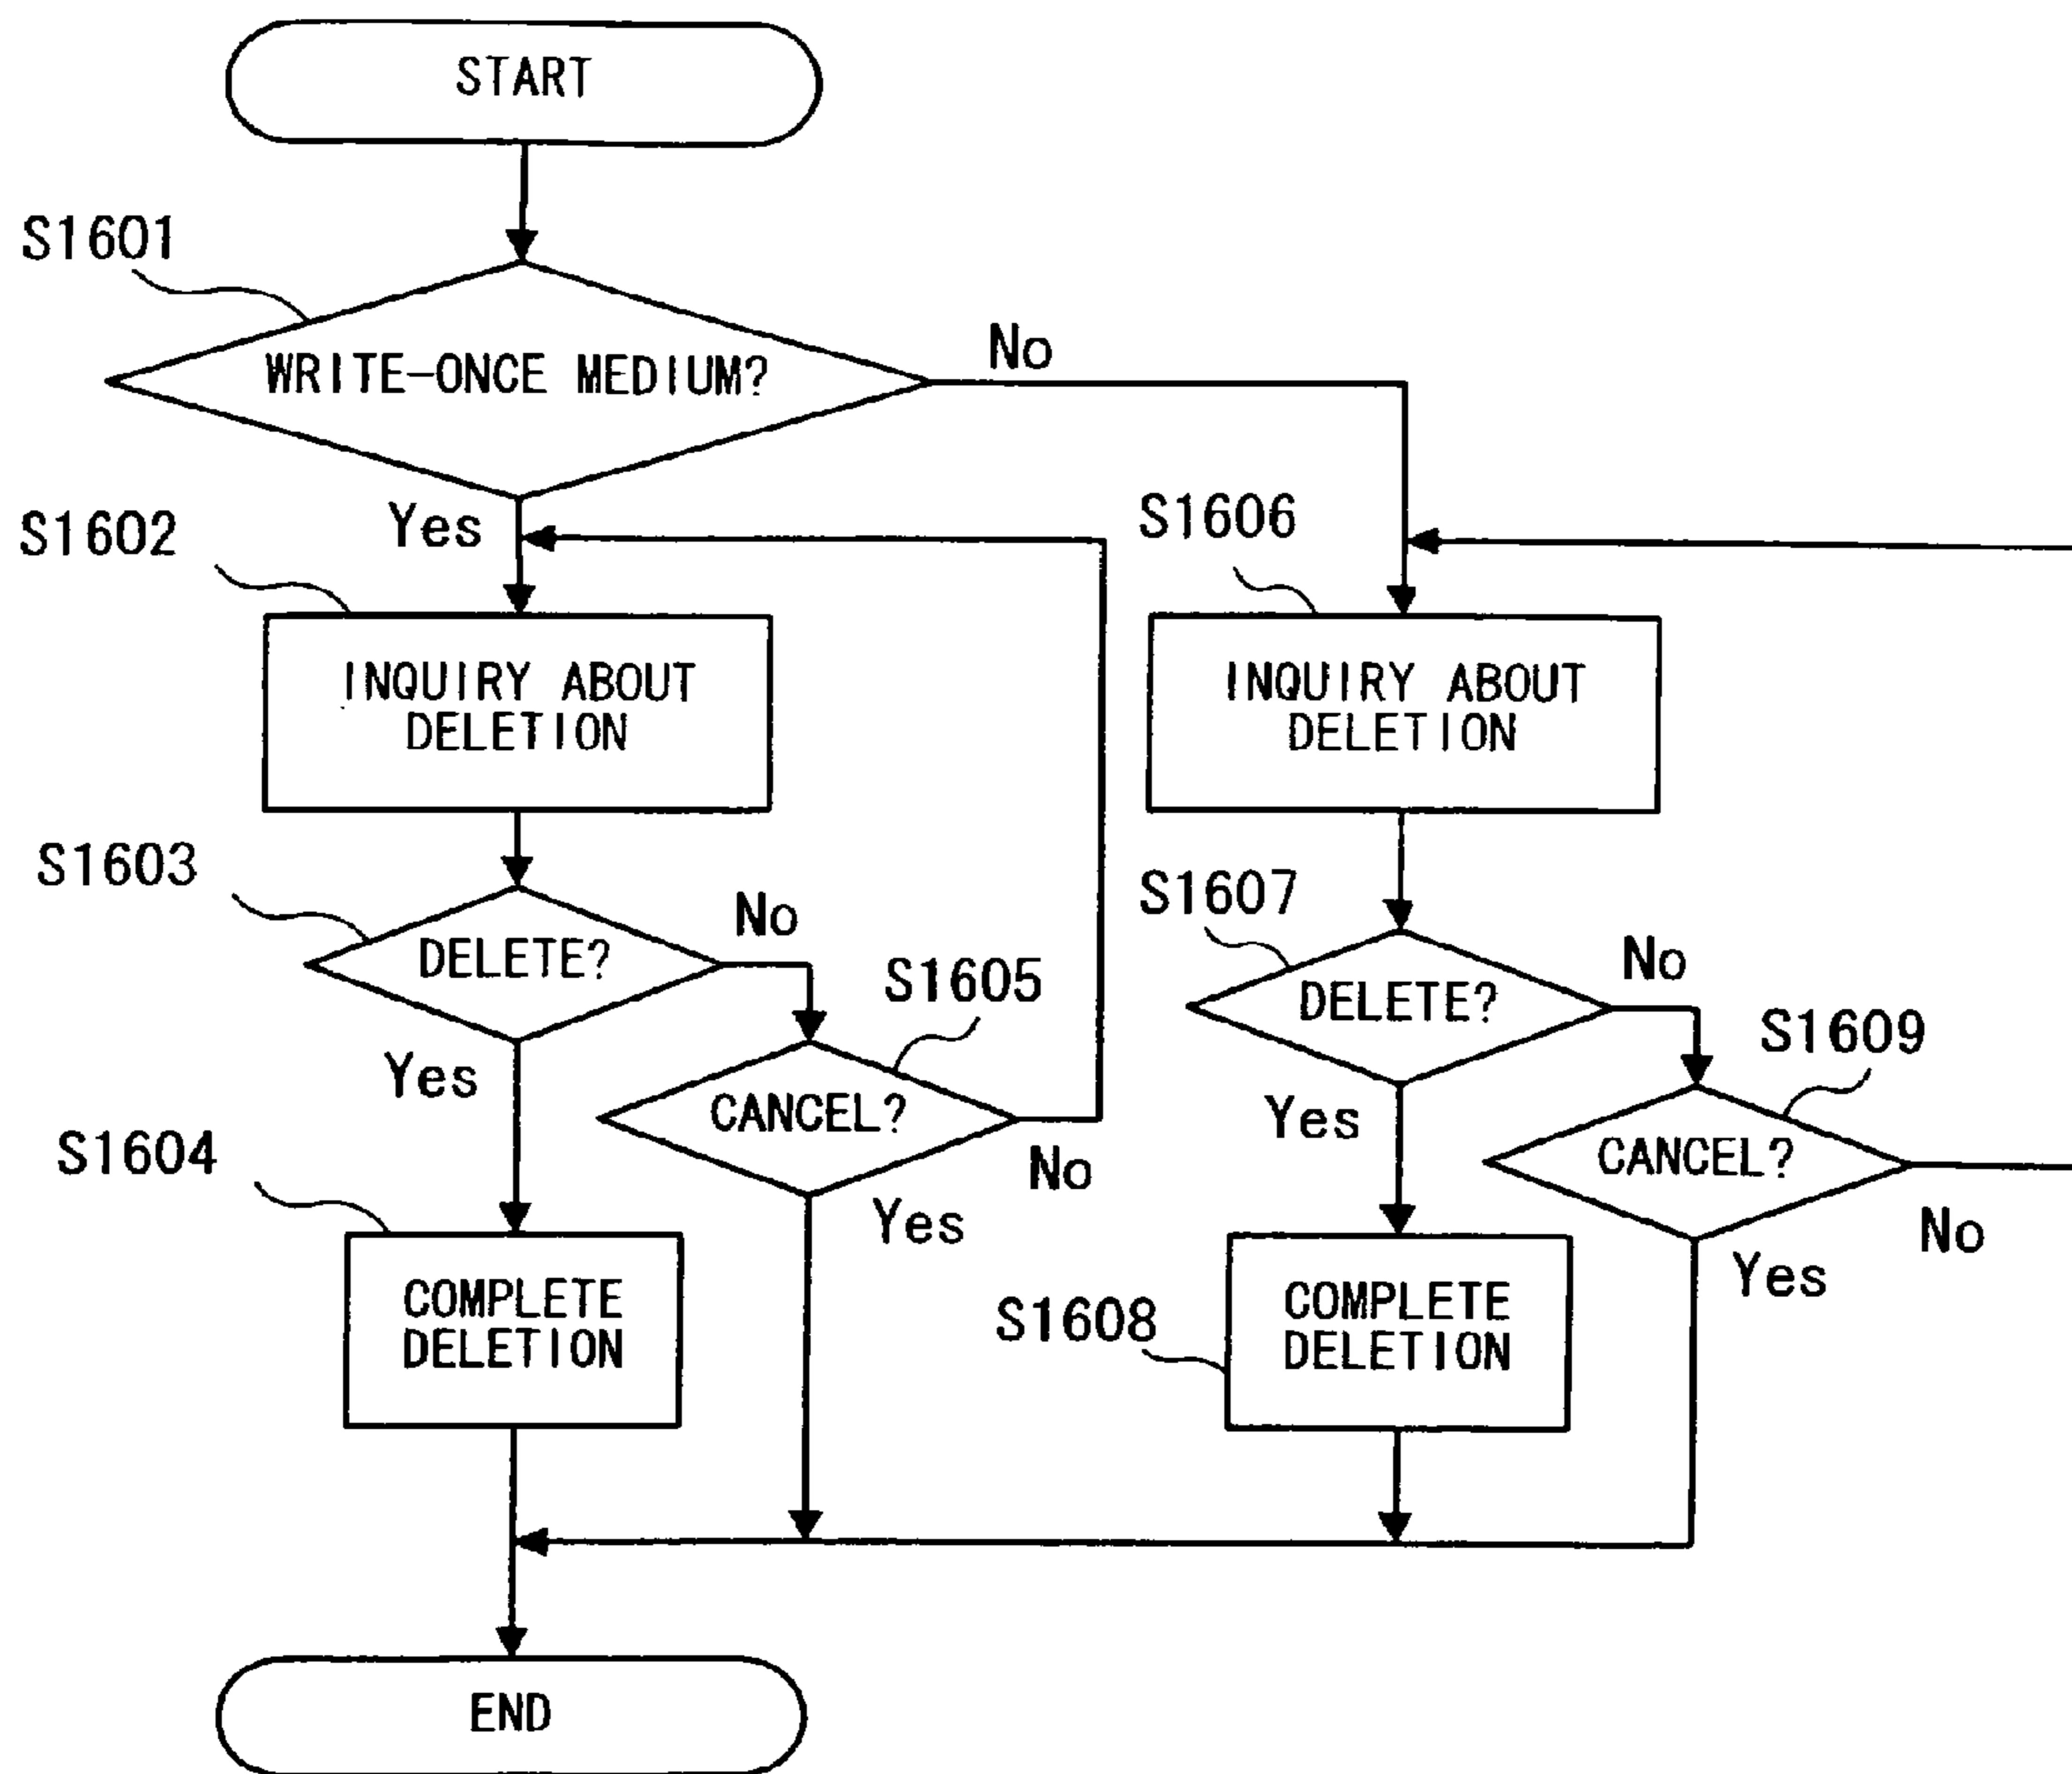 START
S1601
WRITE-ONCE MEDIUM?
No
Yes
S1602
INQUIRY ABOUT
DELETION
S1603
DELETE?
No
Yes
S1605
CANCEL?
No
Yes
S1604
COMPLETE
DELETION
S1606
INQUIRY ABOUT
DELETION
S1607
DELETE?
No
Yes
S1609
CANCEL?
No
Yes
S1608
COMPLETE
DELETION
END